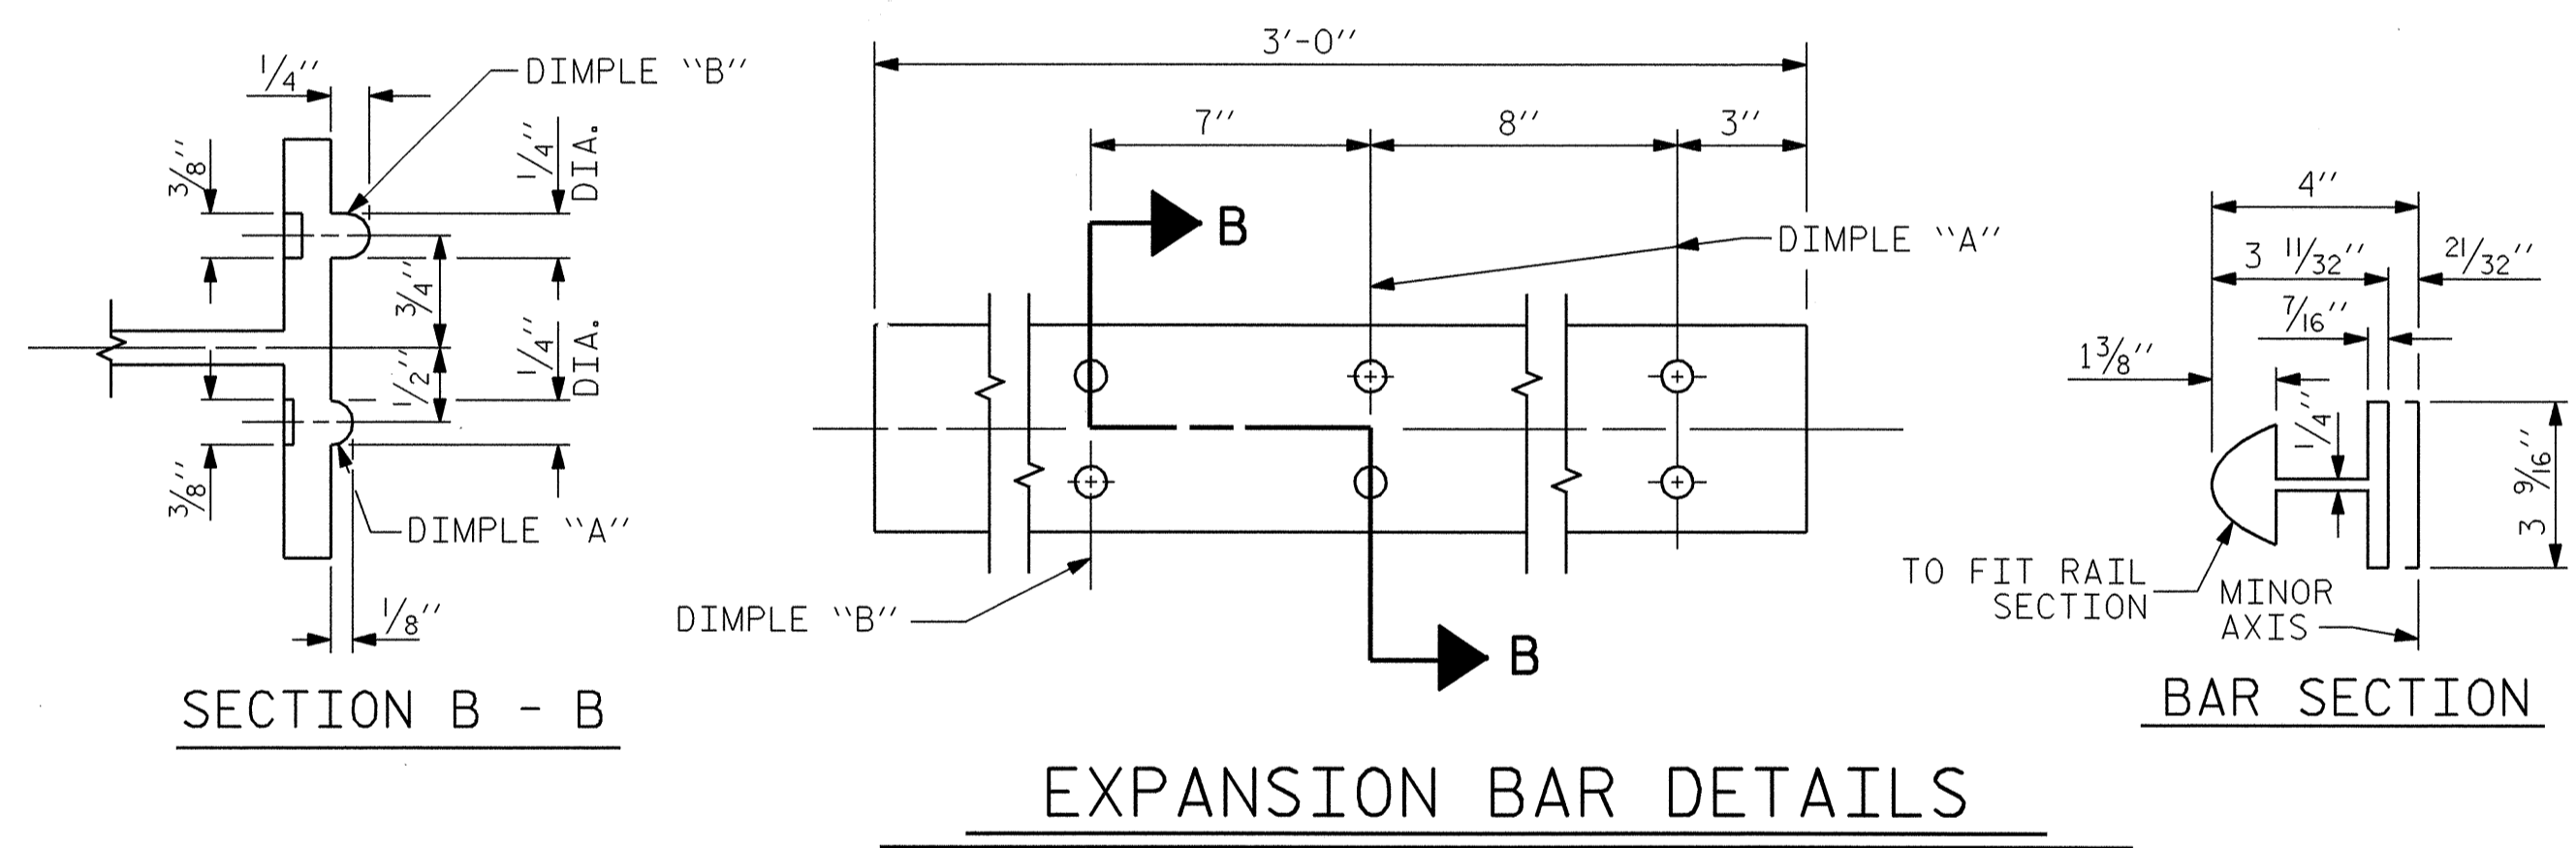 1/4''
DIMPLE ‶B″
3/8''
1/4'' DIA.
3/4''
1/2''
1/4'' DIA.
3/8''
DIMPLE ‶A″
1/8''
SECTION B - B
3'-0''
7''
8''
3''
B
DIMPLE ‶A″
DIMPLE ‶B″
B
EXPANSION BAR DETAILS
4''
3 11/32''
21/32''
7/16''
1 3/8''
1/4''
3 9/16''
TO FIT RAIL
SECTION
MINOR
AXIS
BAR SECTION